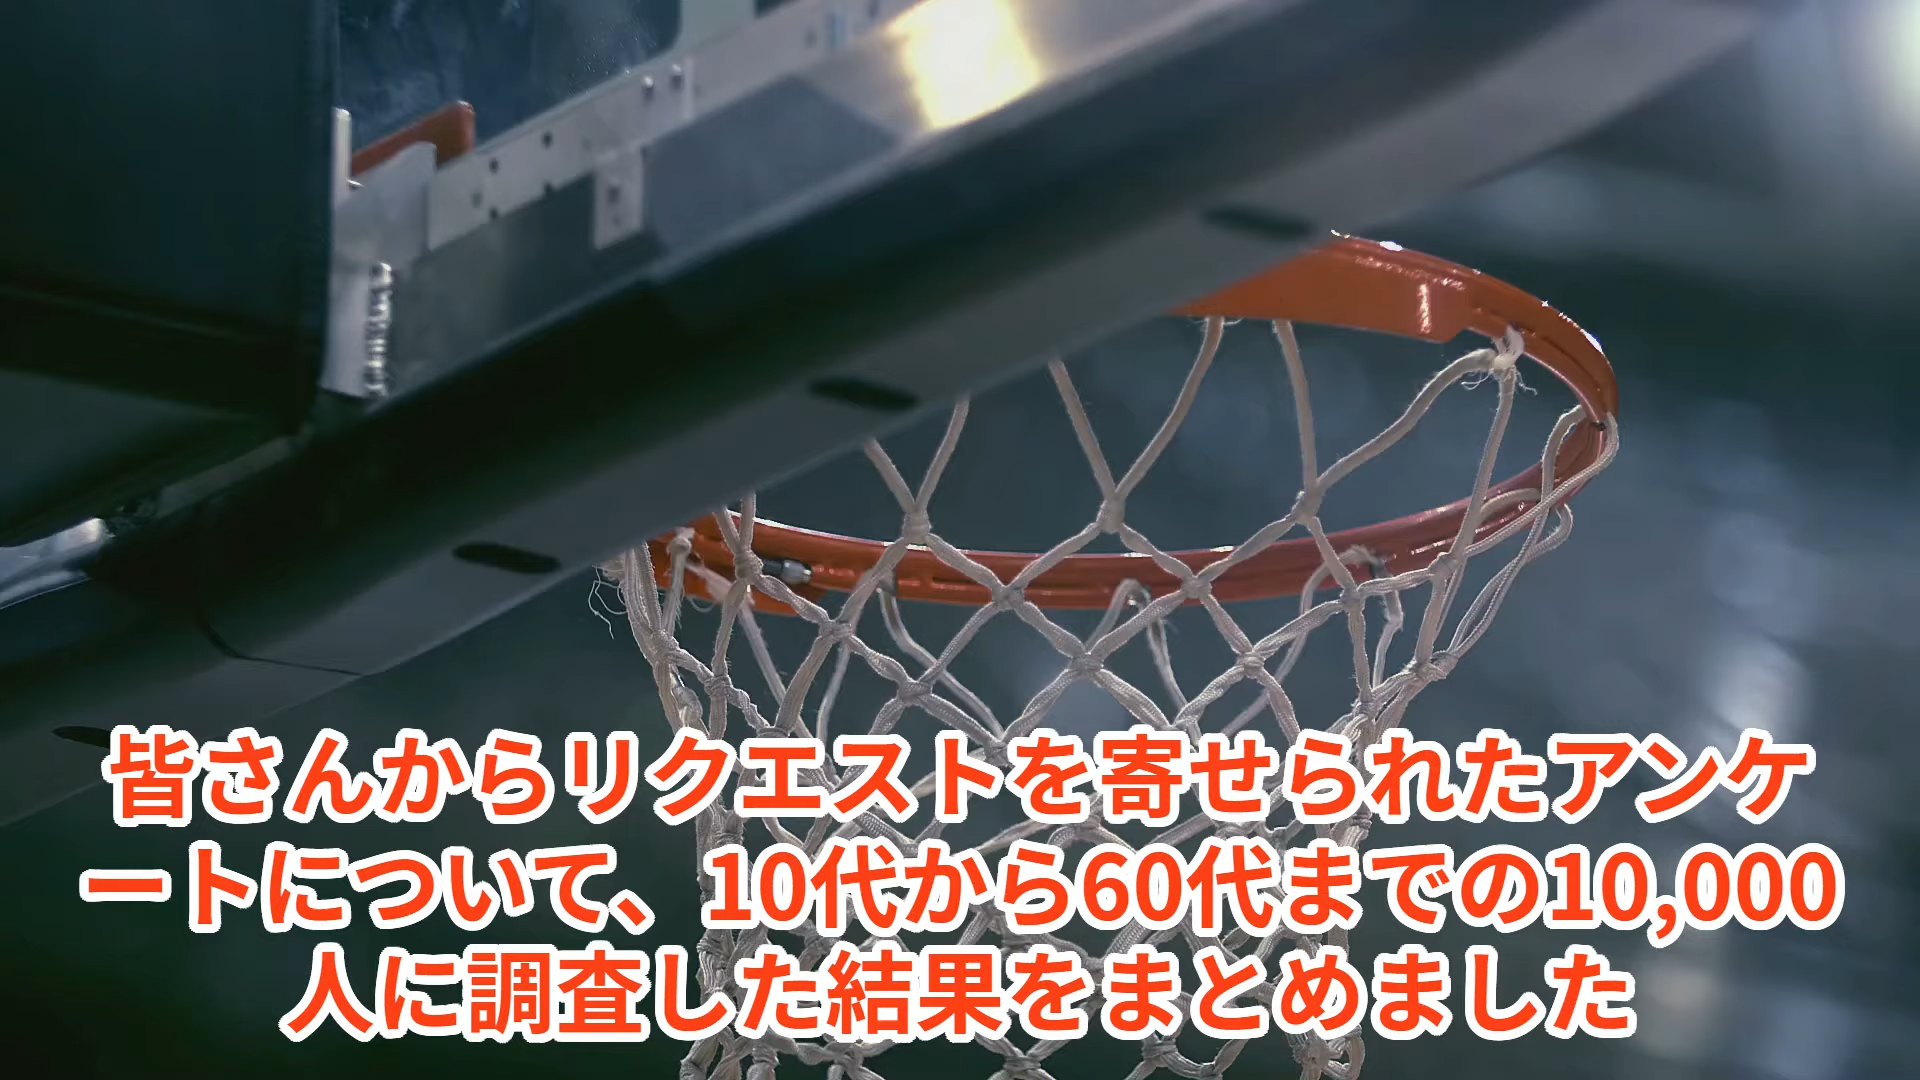 皆さんからリクエストを寄せられたアンケ
ートについて、10代から60代までの10,000
人に調査した結果をまとめました